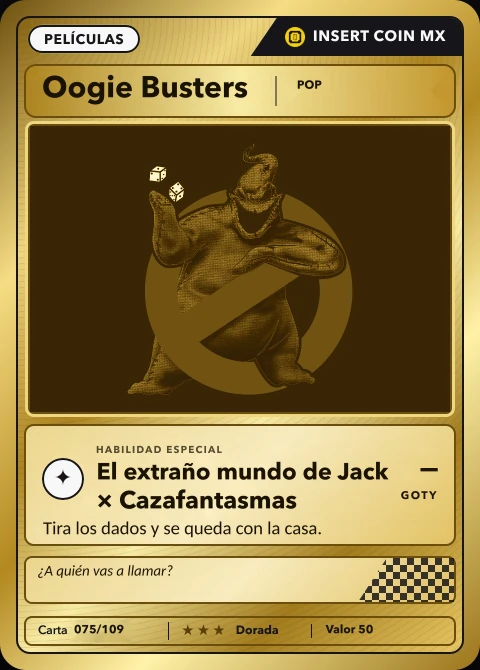 PELÍCULAS
INSERT COIN MX
Oogie Busters
POP
HABILIDAD ESPECIAL
El extraño mundo de Jack
× Cazafantasmas
—
GOTY
Tira los dados y se queda con la casa.
¿A quién vas a llamar?
Carta 075/109
★★★ Dorada
Valor 50